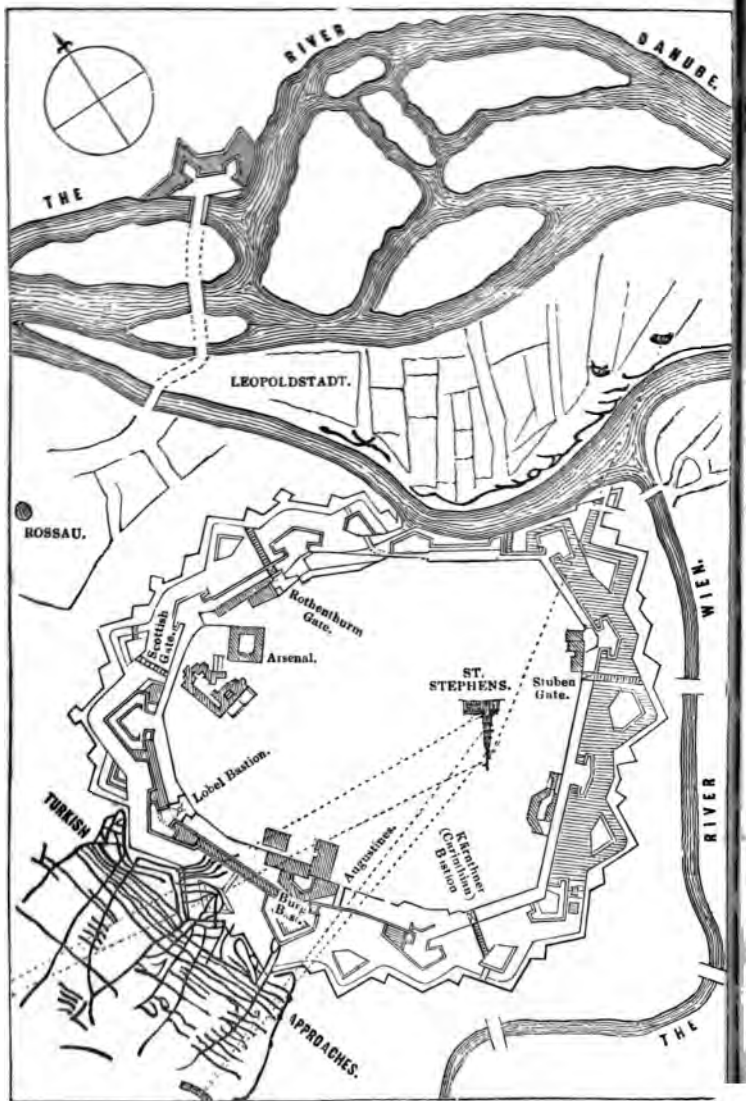 THE RIVER DANUBE.
LEOPOLDSTADT.
ROSSAU.
Rothenthurm
Gate.
Scottish
Gate.
Arsenal.
ST.
STEPHENS.
Stuben
Gate.
THE RIVER WIEN.
Lobel Bastion.
Augustines.
Kärnthner
(Carinthian)
Bastion
Burg
TURKISH APPROACHES.